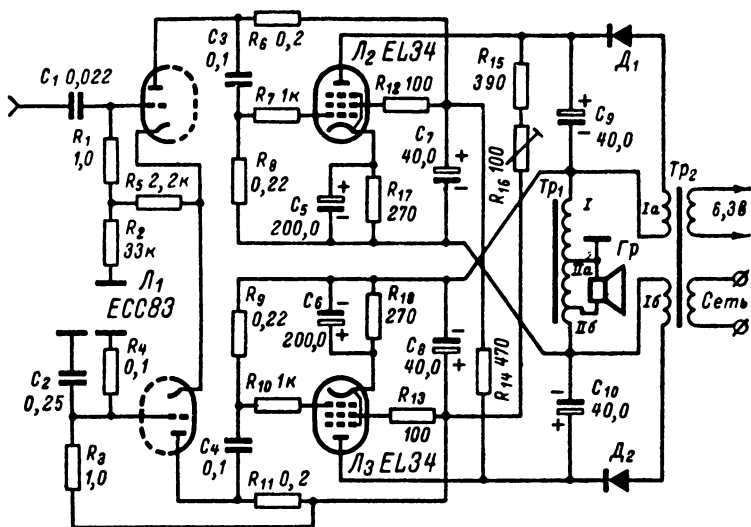 C3
0,1
R6 0,2
Л2 EL34
C1 0,022
R7 1к
R12 100
R15
390
Д1
R1
1,0
R8
0,22
C7
40,0
R16 100
C9
40,0
R5 2,2к
C5
200,0
R17
270
Тр1
I
Iа
Тр2
6,3в
R2
33к
Л1
ECC83
IIа
Гр
IIб
Iб
Сеть
R9
0,22
C6
200,0
R18
270
C8
40,0
R14 470
C10
40,0
C2
0,25
R4
0,1
R10 1к
R13
100
R3
1,0
C4
0,1
Л3 EL34
Д2
R11 0,2